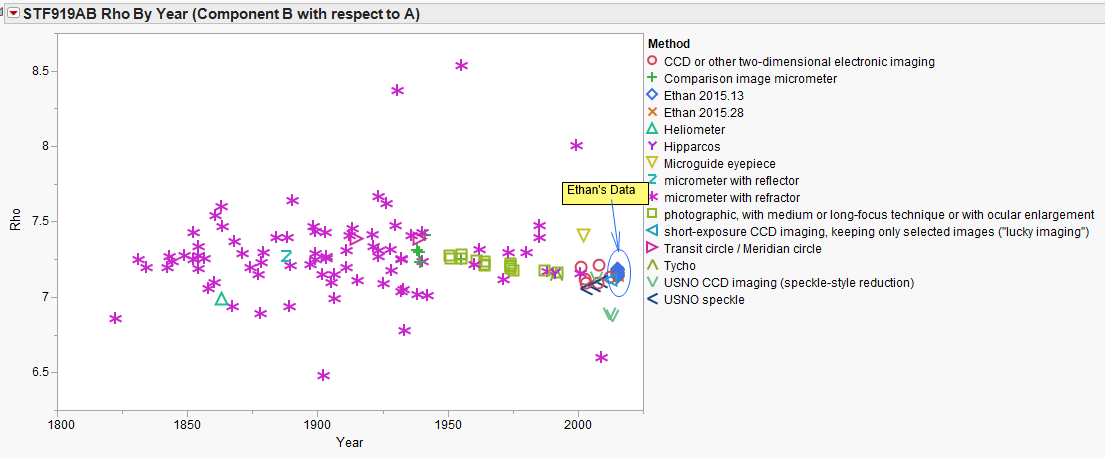 STF919AB Rho By Year (Component B with respect to A)
8.5
8
7.5
7
6.5
Rho
1800
1850
1900
1950
2000
Year
Ethan's Data
Method
CCD or other two-dimensional electronic imaging
Comparison image micrometer
Ethan 2015.13
Ethan 2015.28
Heliometer
Hipparcos
Microguide eyepiece
micrometer with reflector
micrometer with refractor
photographic, with medium or long-focus technique or with ocular enlargement
short-exposure CCD imaging, keeping only selected images ("lucky imaging")
Transit circle / Meridian circle
Tycho
USNO CCD imaging (speckle-style reduction)
USNO speckle